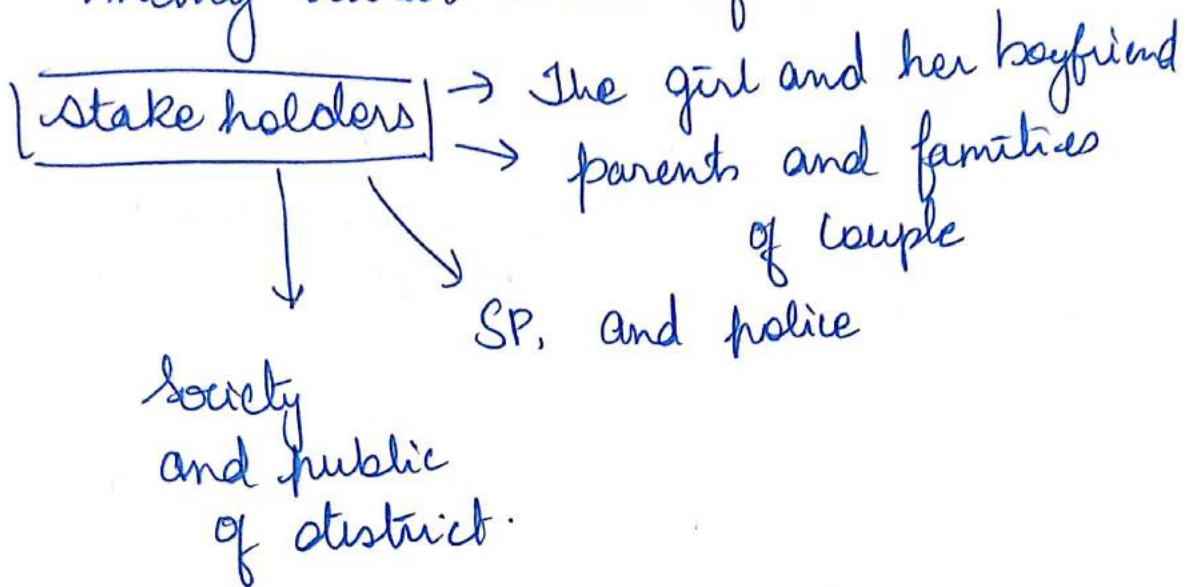 stake holders → The girl and her boyfriend
→ parents and families
of couple
SP, and police
Society
and public
of district.